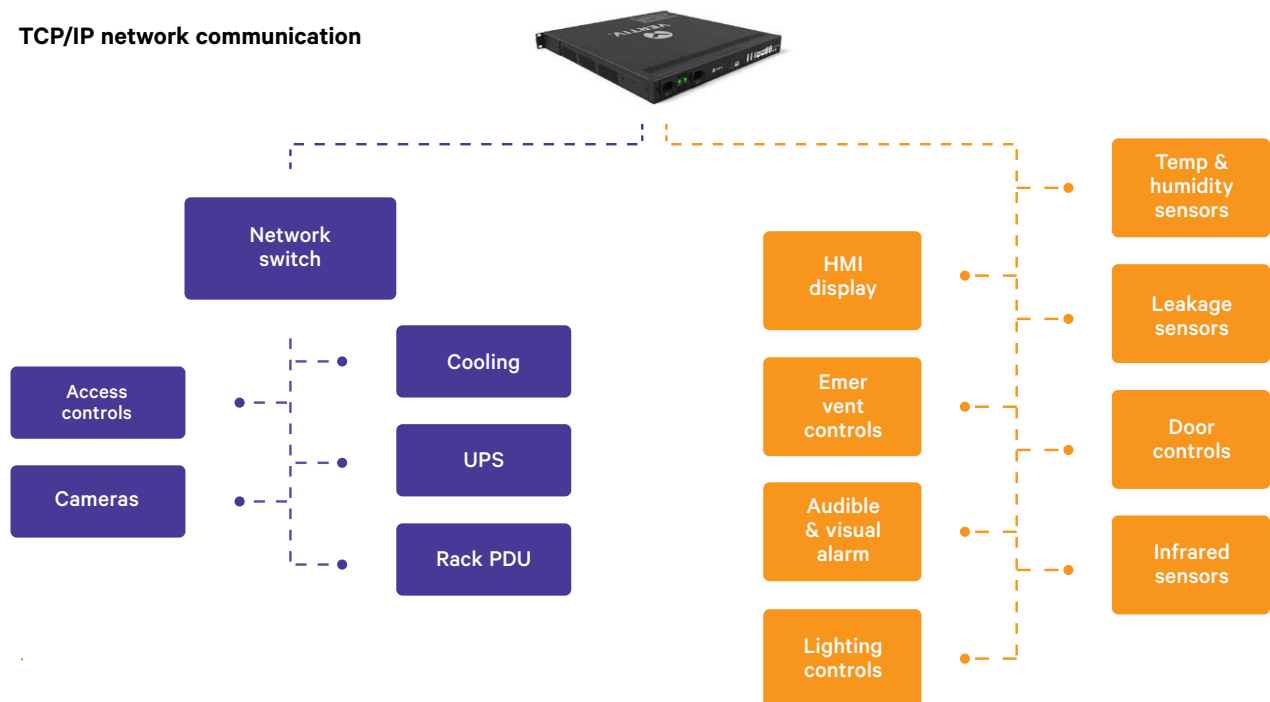 TCP/IP network communication
VERTIV.
Network
switch
Access
controls
Cameras
Cooling
UPS
Rack PDU
HMI
display
Emer
vent
controls
Audible
& visual
alarm
Lighting
controls
Temp &
humidity
sensors
Leakage
sensors
Door
controls
Infrared
sensors